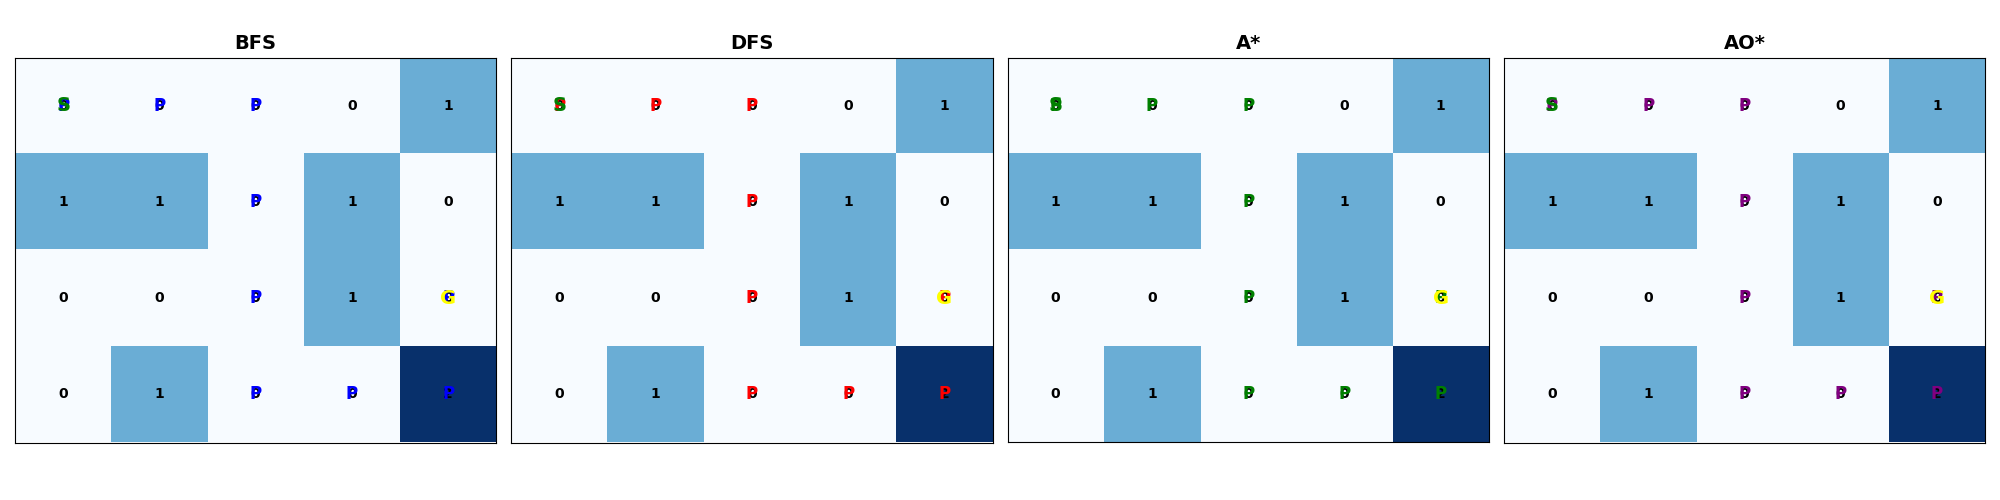 BFS DFS A* AO*
S P P 0 1 S P P 0 1 S P P 0 1 S P P 0 1
1 1 P 1 0 1 1 P 1 0 1 1 P 1 0 1 1 P 1 0
0 0 P 1 G 0 0 P 1 G 0 0 P 1 G 0 0 P 1 G
0 1 P P P 0 1 P P P 0 1 P P P 0 1 P P P